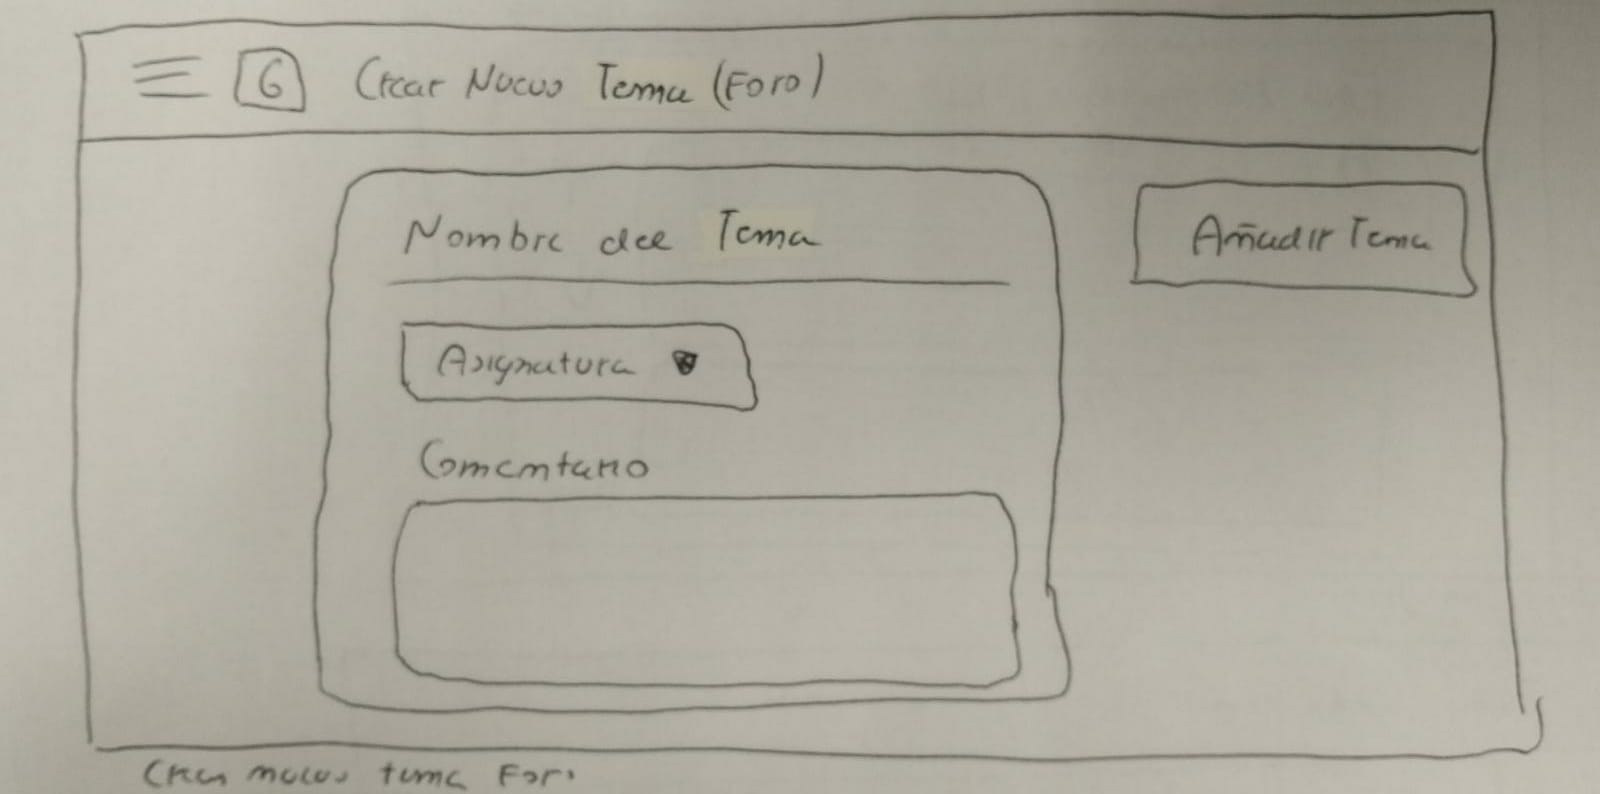 G Crear Nuevo Tema (Foro)
Nombre del Tema
Añadir Tema
Asignatura
Comentario
Crear nuevo tema Foro